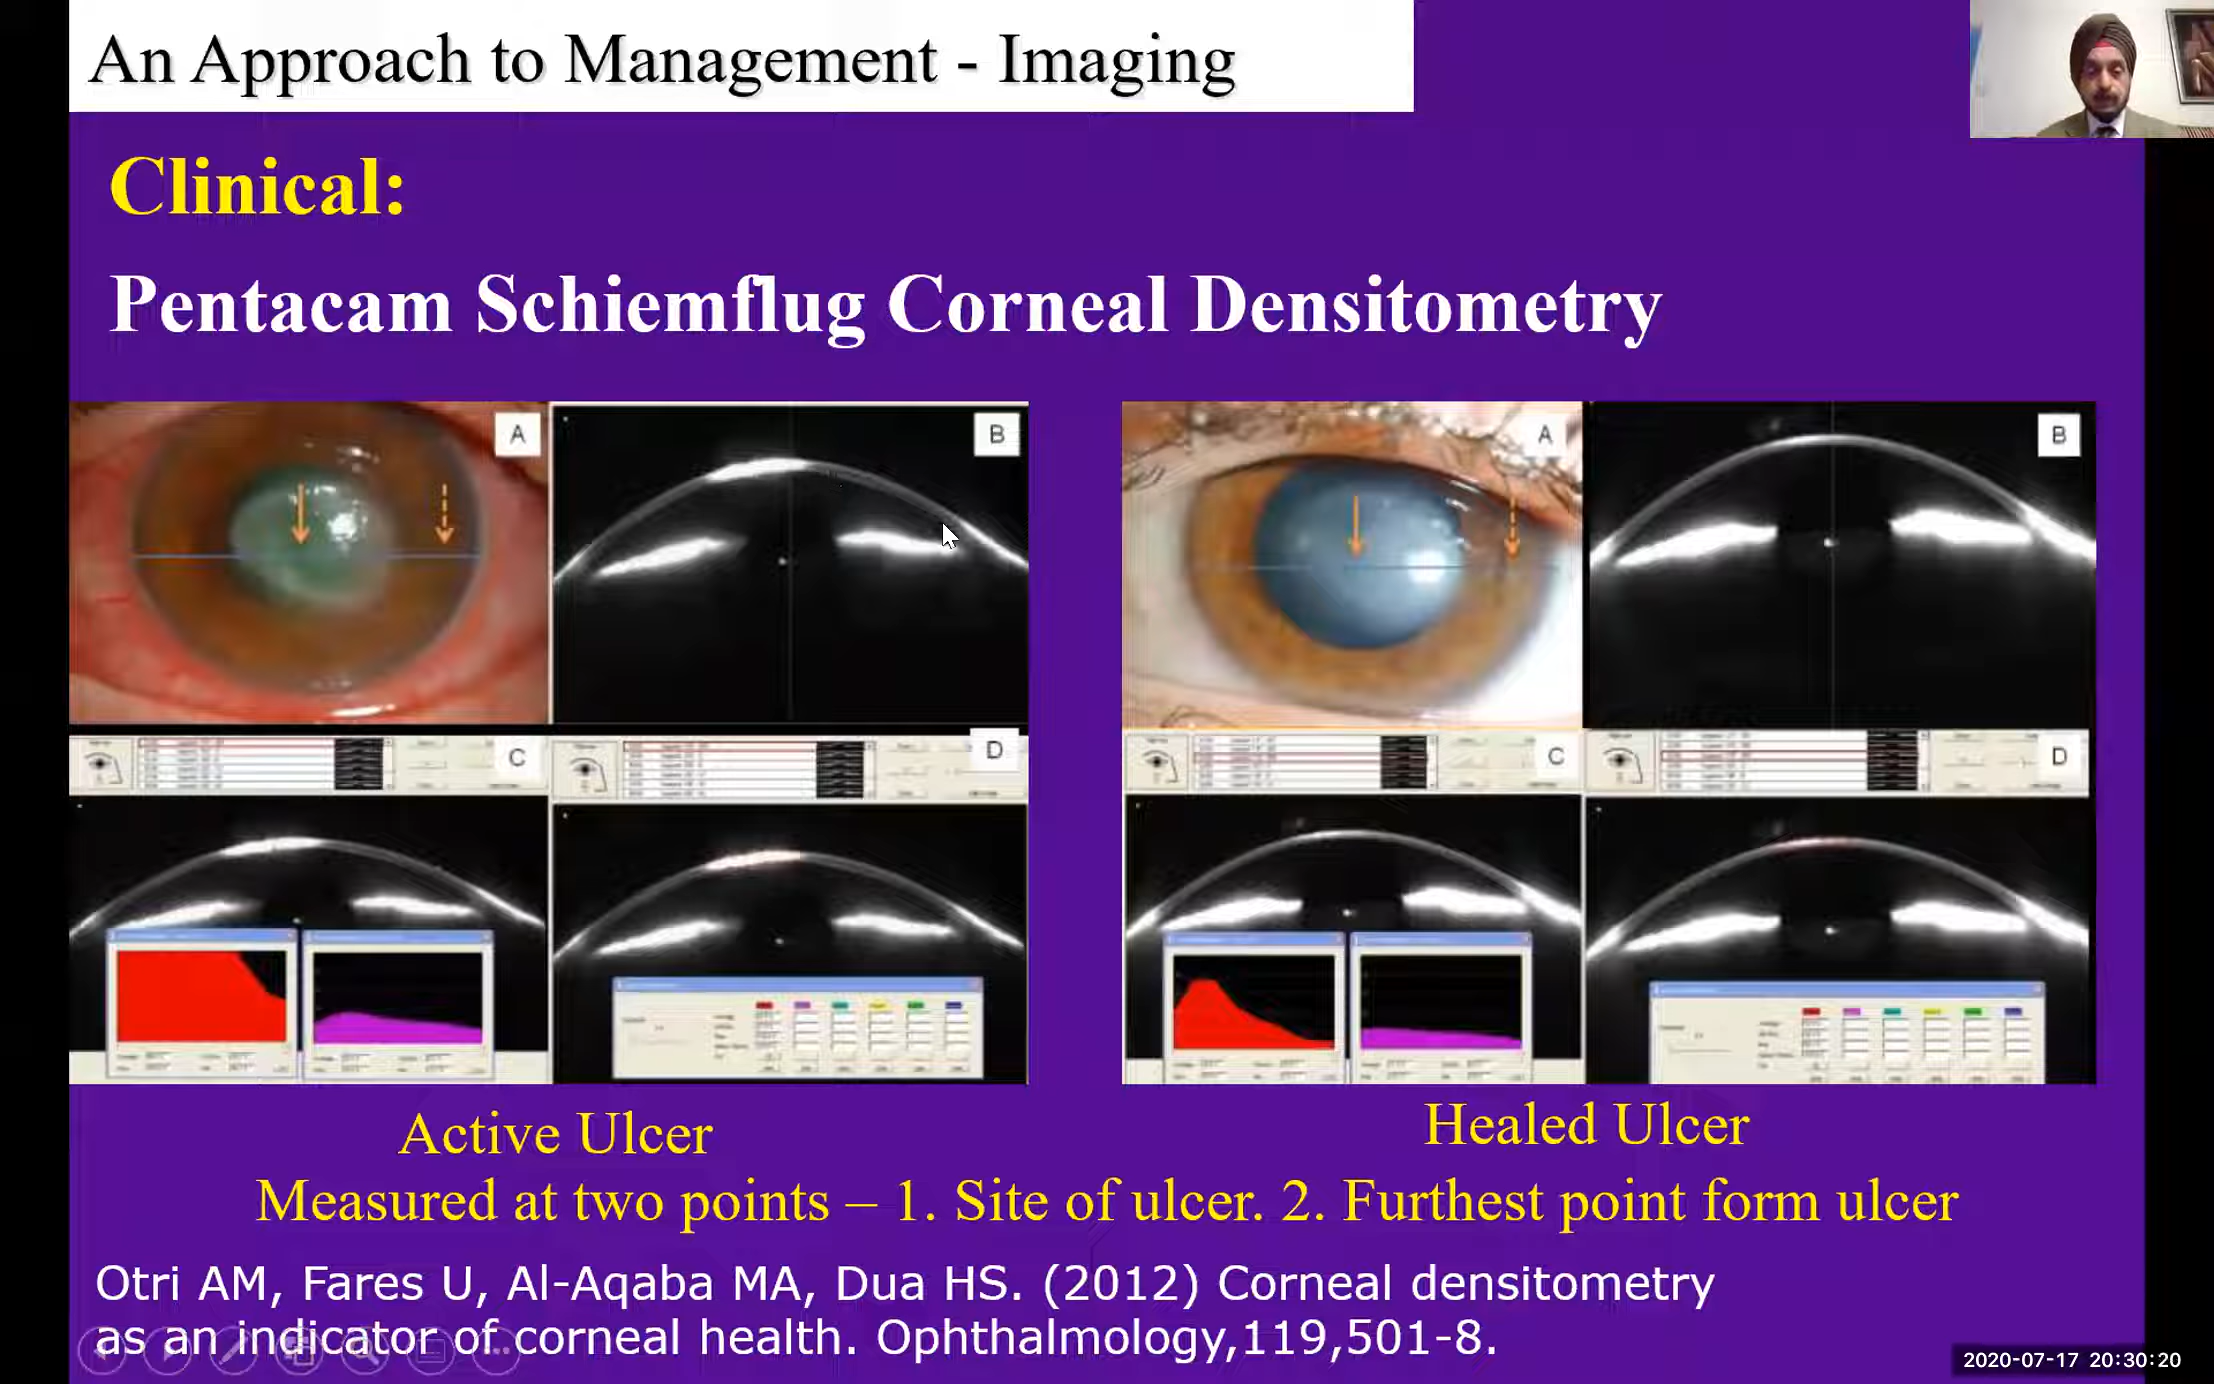 An Approach to Management - Imaging
Clinical:
Pentacam Schiemflug Corneal Densitometry
A
B
A
B
C
D
C
D
Active Ulcer
Healed Ulcer
Measured at two points – 1. Site of ulcer. 2. Furthest point form ulcer
Otri AM, Fares U, Al-Aqaba MA, Dua HS. (2012) Corneal densitometry
as an indicator of corneal health. Ophthalmology,119,501-8.
2020-07-17 20:30:20